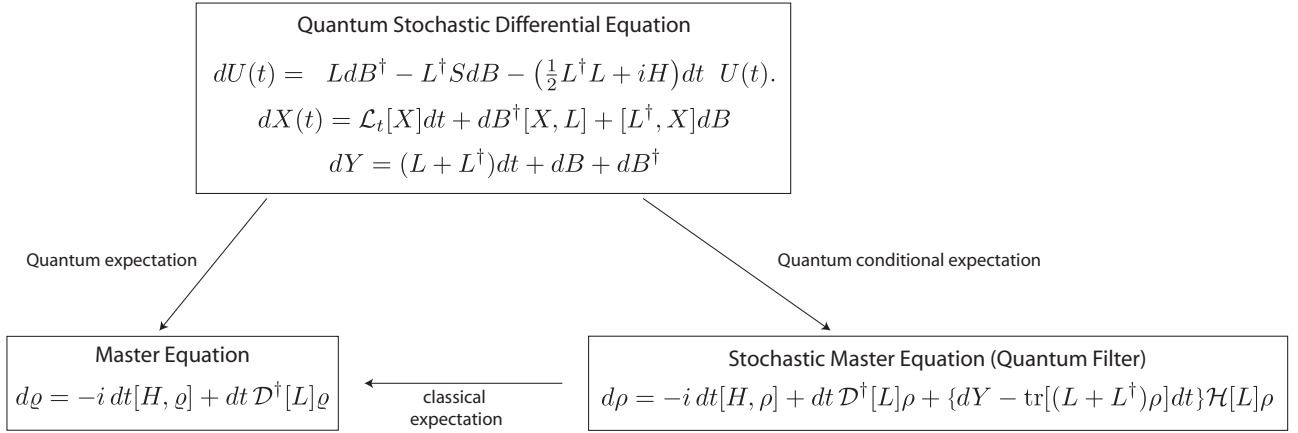 Quantum Stochastic Differential Equation
dU(t) = LdB† − L†SdB − (½L†L + iH)dt U(t).
dX(t) = ℒₜ[X]dt + dB†[X, L] + [L†, X]dB
dY = (L + L†)dt + dB + dB†
Quantum expectation
Quantum conditional expectation
Master Equation
dϱ = −i dt[H, ϱ] + dt 𝒟†[L]ϱ
classical
expectation
Stochastic Master Equation (Quantum Filter)
dρ = −i dt[H, ρ] + dt 𝒟†[L]ρ + {dY − tr[(L + L†)ρ]dt}ℋ[L]ρ